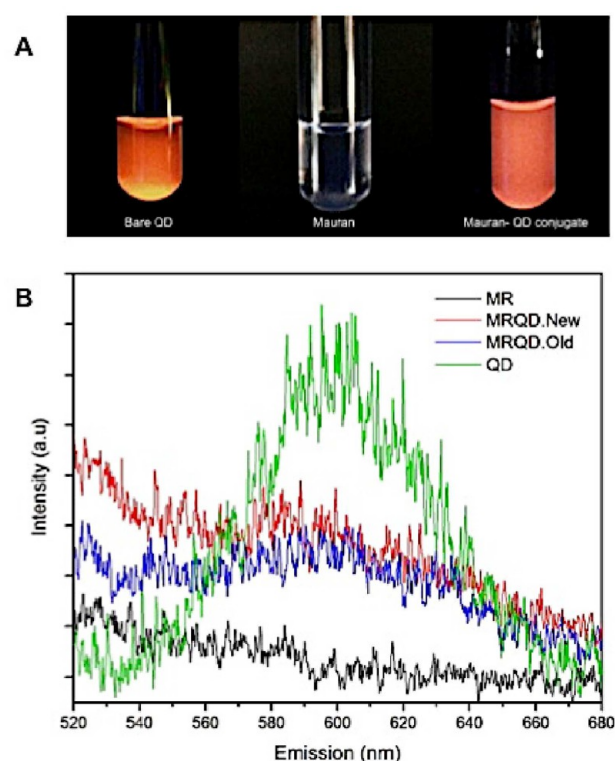 A
Bare QD
Mauran
Mauran- QD conjugate
B
MR
MRQD.New
MRQD.Old
QD
Intensity (a.u)
520 540 560 580 600 620 640 660 680
Emission (nm)